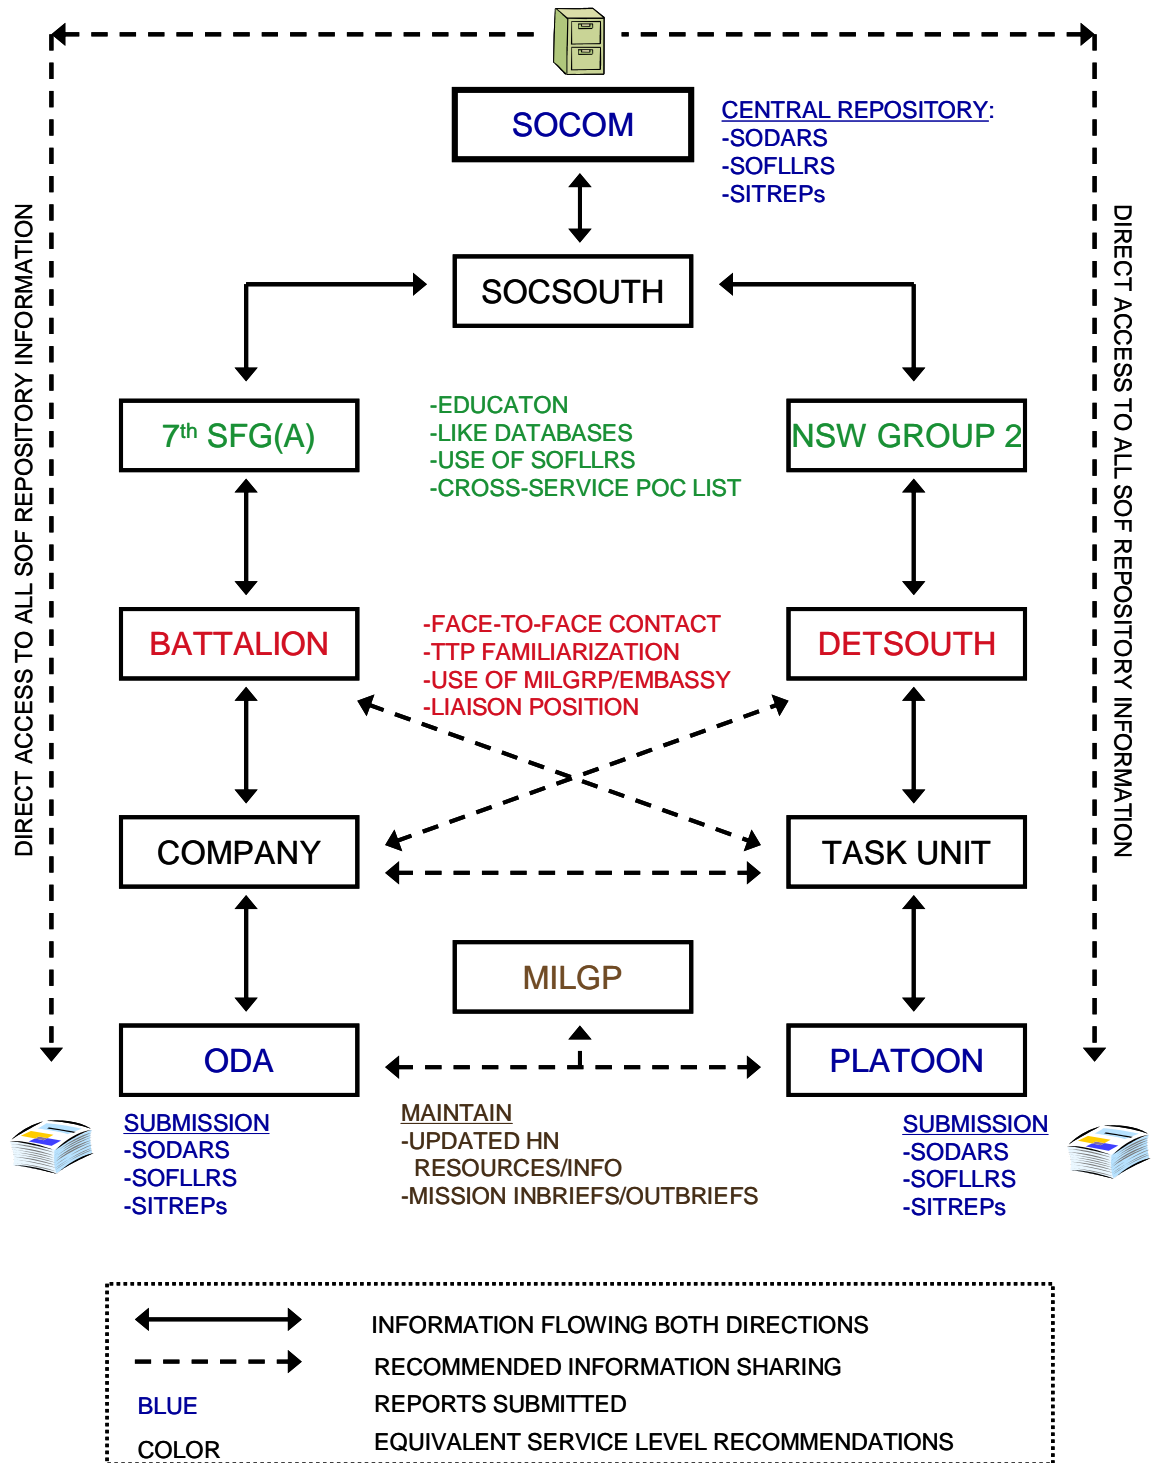 SOCOM
CENTRAL REPOSITORY:
-SODARS
-SOFLLRS
-SITREPs
DIRECT ACCESS TO ALL SOF REPOSITORY INFORMATION
DIRECT ACCESS TO ALL SOF REPOSITORY INFORMATION
SOCSOUTH
7th SFG(A)
-EDUCATON
-LIKE DATABASES
-USE OF SOFLLRS
-CROSS-SERVICE POC LIST
NSW GROUP 2
BATTALION
-FACE-TO-FACE CONTACT
-TTP FAMILIARIZATION
-USE OF MILGRP/EMBASSY
-LIAISON POSITION
DETSOUTH
COMPANY
TASK UNIT
MILGP
ODA
PLATOON
SUBMISSION
-SODARS
-SOFLLRS
-SITREPs
MAINTAIN
-UPDATED HN
RESOURCES/INFO
-MISSION INBRIEFS/OUTBRIEFS
SUBMISSION
-SODARS
-SOFLLRS
-SITREPs
INFORMATION FLOWING BOTH DIRECTIONS
RECOMMENDED INFORMATION SHARING
BLUE REPORTS SUBMITTED
COLOR EQUIVALENT SERVICE LEVEL RECOMMENDATIONS